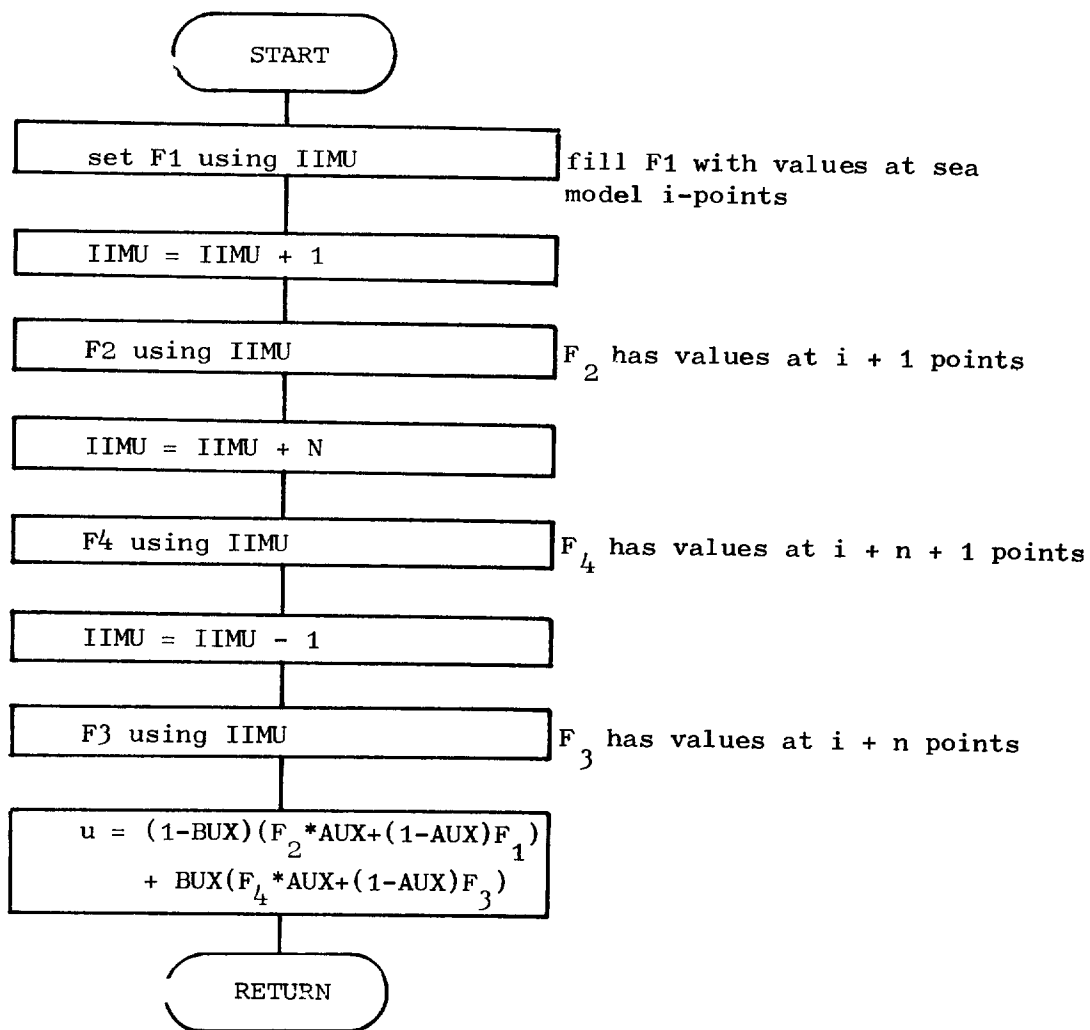 START
set F1 using IIMU
fill F1 with values at sea
model i-points
IIMU = IIMU + 1
F2 using IIMU
F2 has values at i + 1 points
IIMU = IIMU + N
F4 using IIMU
F4 has values at i + n + 1 points
IIMU = IIMU - 1
F3 using IIMU
F3 has values at i + n points
u = (1-BUX)(F2*AUX+(1-AUX)F1)
+ BUX(F4*AUX+(1-AUX)F3)
RETURN